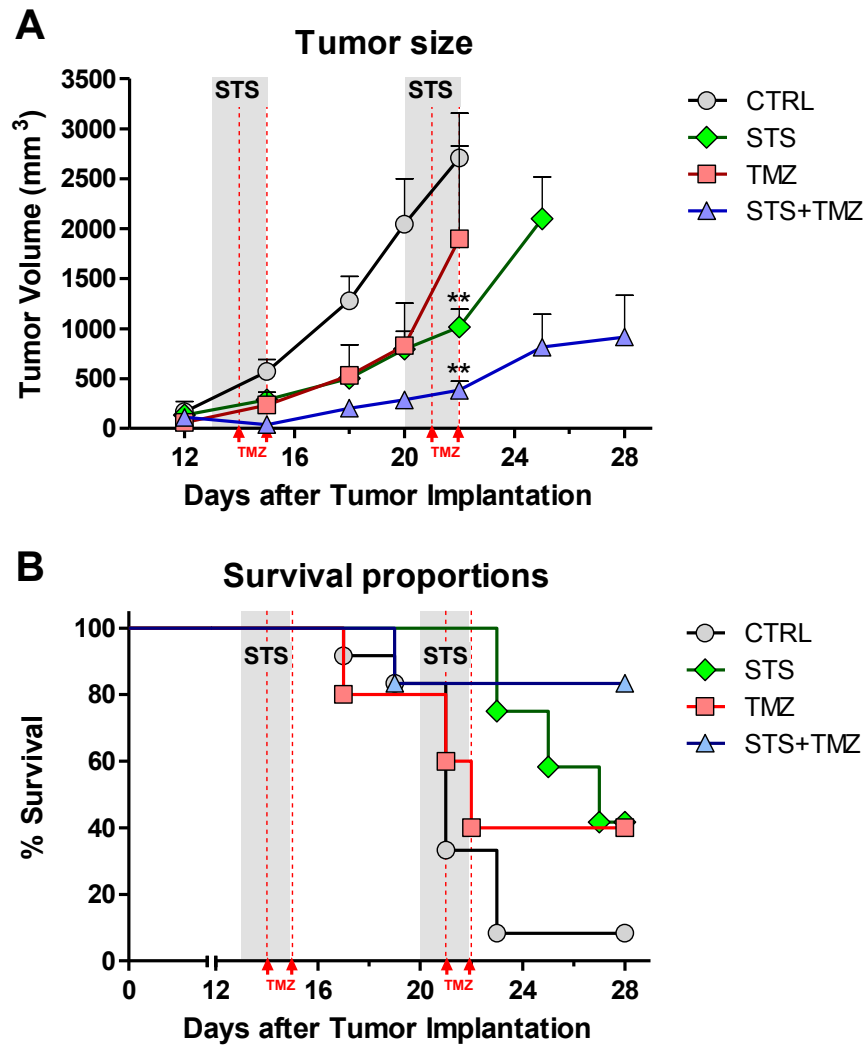 A
Tumor size
Tumor Volume (mm³)
3500
3000
2500
2000
1500
1000
500
0
STS
STS
**
**
TMZ
TMZ
12
16
20
24
28
Days after Tumor Implantation
CTRL
STS
TMZ
STS+TMZ
B
Survival proportions
% Survival
100
80
60
40
20
0
STS
STS
TMZ
TMZ
0
12
16
20
24
28
Days after Tumor Implantation
CTRL
STS
TMZ
STS+TMZ